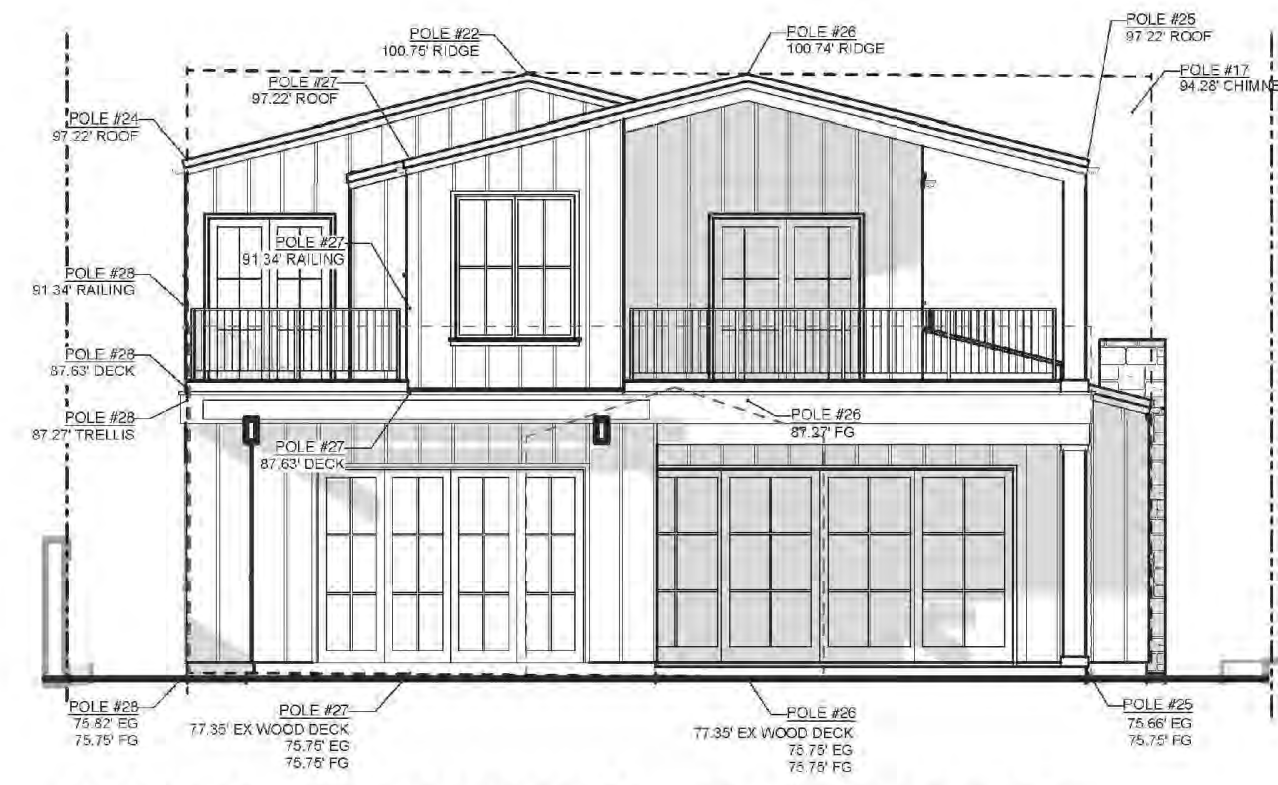 POLE #22
100.75' RIDGE
POLE #26
100.74' RIDGE
POLE #25
97.22' ROOF
POLE #17
94.28' CHIMNE
POLE #27
97.22' ROOF
POLE #24
97.22' ROOF
POLE #27
91.34' RAILING
POLE #28
91.34' RAILING
POLE #28
87.63' DECK
POLE #28
87.27' TRELLIS
POLE #27
87.63' DECK
POLE #26
87.27' FG
POLE #28
75.82' EG
75.75' FG
POLE #27
77.35' EX WOOD DECK
75.75' EG
75.75' FG
POLE #26
77.35' EX WOOD DECK
75.75' EG
75.75' FG
POLE #25
75.66' EG
75.75' FG